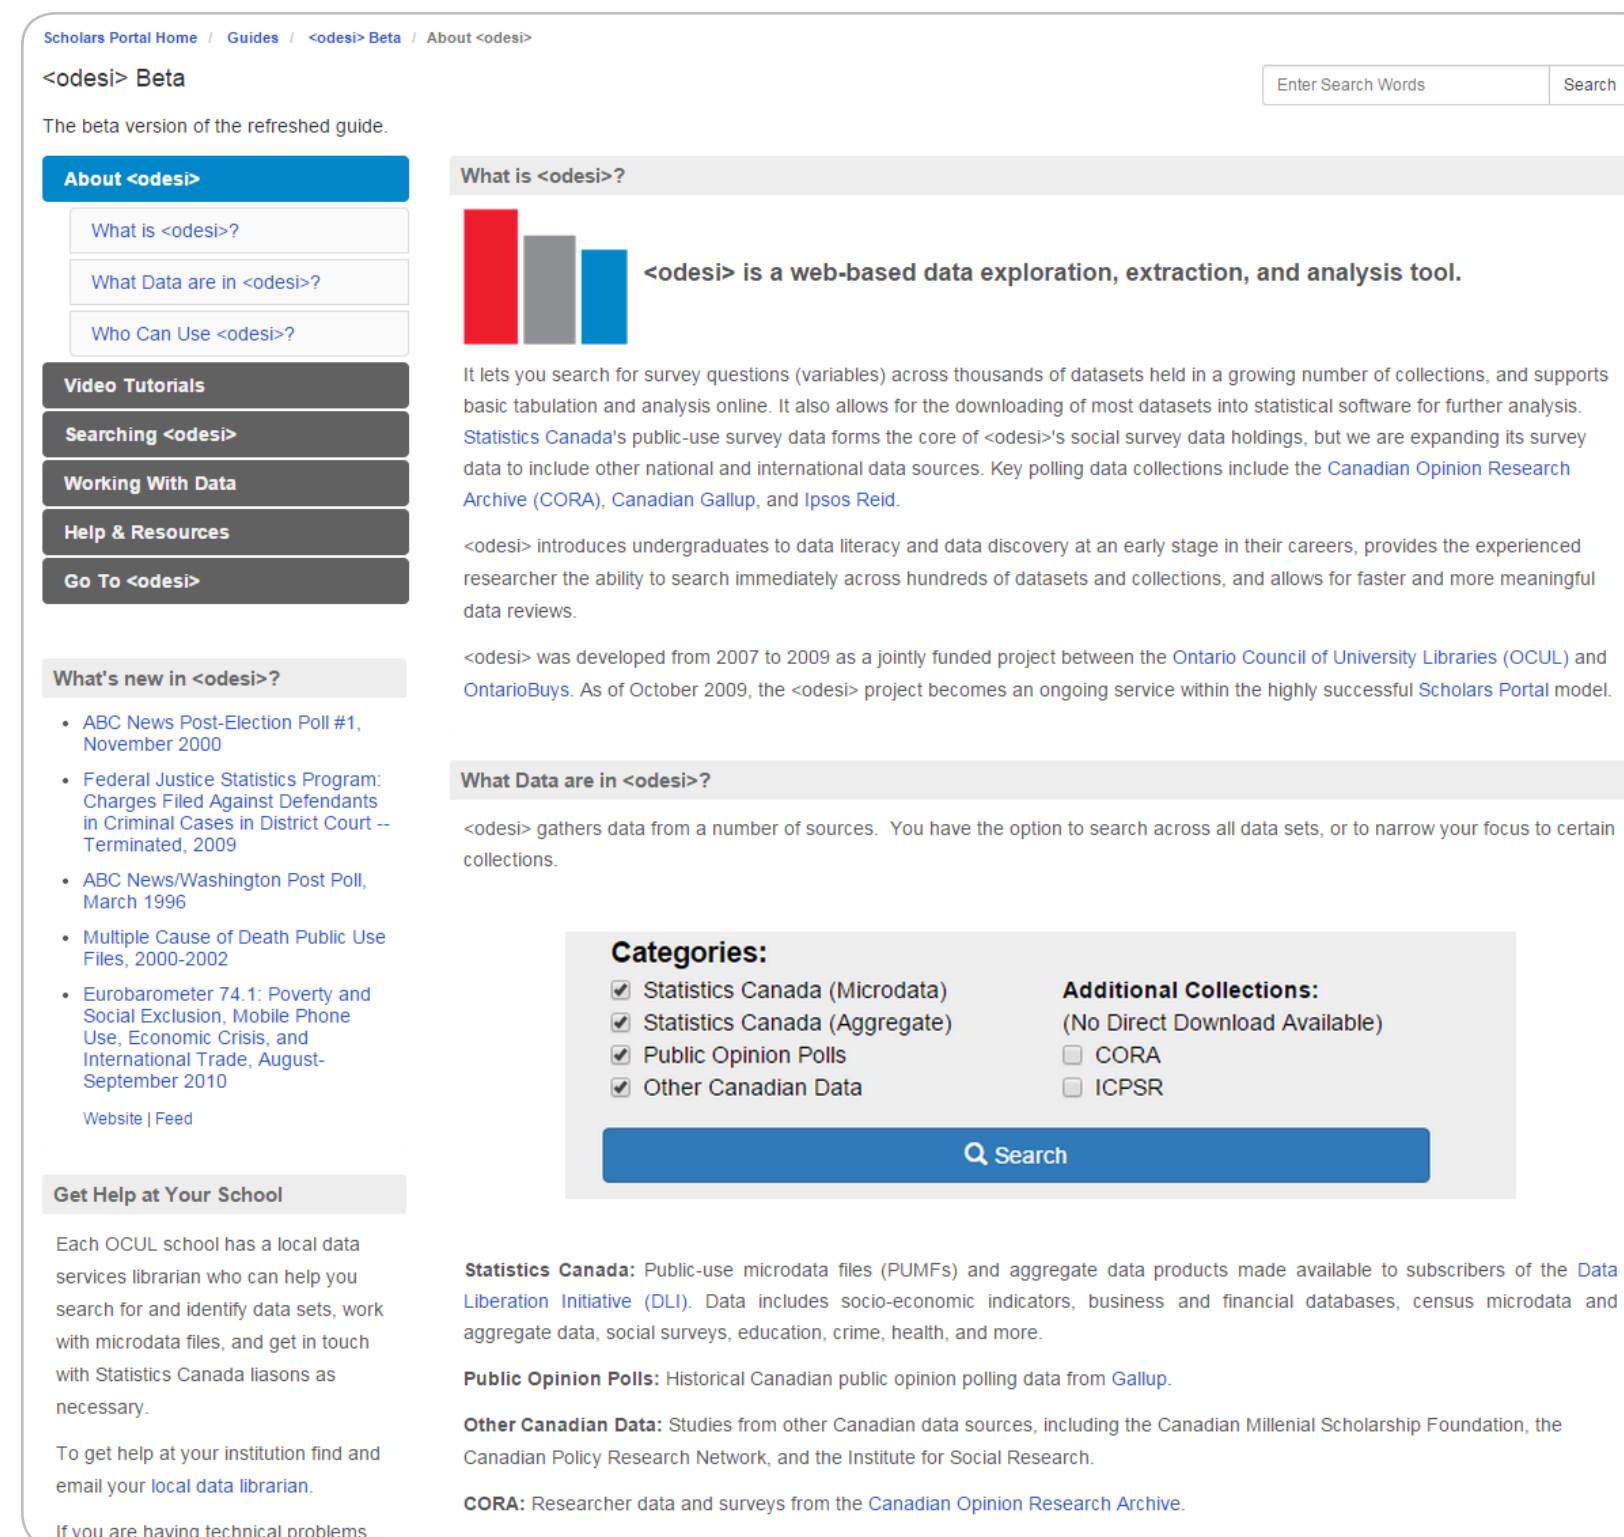 Scholars Portal Home / Guides / <odesi> Beta / About <odesi>
<odesi> Beta
Enter Search Words
Search
The beta version of the refreshed guide.
About <odesi>
What is <odesi>?
What Data are in <odesi>?
Who Can Use <odesi>?
Video Tutorials
Searching <odesi>
Working With Data
Help & Resources
Go To <odesi>
What's new in <odesi>?
• ABC News Post-Election Poll #1,
November 2000
• Federal Justice Statistics Program:
Charges Filed Against Defendants
in Criminal Cases in District Court --
Terminated, 2009
• ABC News/Washington Post Poll,
March 1996
• Multiple Cause of Death Public Use
Files, 2000-2002
• Eurobarometer 74.1: Poverty and
Social Exclusion, Mobile Phone
Use, Economic Crisis, and
International Trade, August-
September 2010
Website | Feed
Get Help at Your School
Each OCUL school has a local data
services librarian who can help you
search for and identify data sets, work
with microdata files, and get in touch
with Statistics Canada liasons as
necessary.
To get help at your institution find and
email your local data librarian.
If you are having technical problems
What is <odesi>?
<odesi> is a web-based data exploration, extraction, and analysis tool.
It lets you search for survey questions (variables) across thousands of datasets held in a growing number of collections, and supports
basic tabulation and analysis online. It also allows for the downloading of most datasets into statistical software for further analysis.
Statistics Canada's public-use survey data forms the core of <odesi>'s social survey data holdings, but we are expanding its survey
data to include other national and international data sources. Key polling data collections include the Canadian Opinion Research
Archive (CORA), Canadian Gallup, and Ipsos Reid.
<odesi> introduces undergraduates to data literacy and data discovery at an early stage in their careers, provides the experienced
researcher the ability to search immediately across hundreds of datasets and collections, and allows for faster and more meaningful
data reviews.
<odesi> was developed from 2007 to 2009 as a jointly funded project between the Ontario Council of University Libraries (OCUL) and
OntarioBuys. As of October 2009, the <odesi> project becomes an ongoing service within the highly successful Scholars Portal model.
What Data are in <odesi>?
<odesi> gathers data from a number of sources. You have the option to search across all data sets, or to narrow your focus to certain
collections.
Categories:
Statistics Canada (Microdata)
Statistics Canada (Aggregate)
Public Opinion Polls
Other Canadian Data
Additional Collections:
(No Direct Download Available)
CORA
ICPSR
Search
Statistics Canada: Public-use microdata files (PUMFs) and aggregate data products made available to subscribers of the Data
Liberation Initiative (DLI). Data includes socio-economic indicators, business and financial databases, census microdata and
aggregate data, social surveys, education, crime, health, and more.
Public Opinion Polls: Historical Canadian public opinion polling data from Gallup.
Other Canadian Data: Studies from other Canadian data sources, including the Canadian Millenial Scholarship Foundation, the
Canadian Policy Research Network, and the Institute for Social Research.
CORA: Researcher data and surveys from the Canadian Opinion Research Archive.